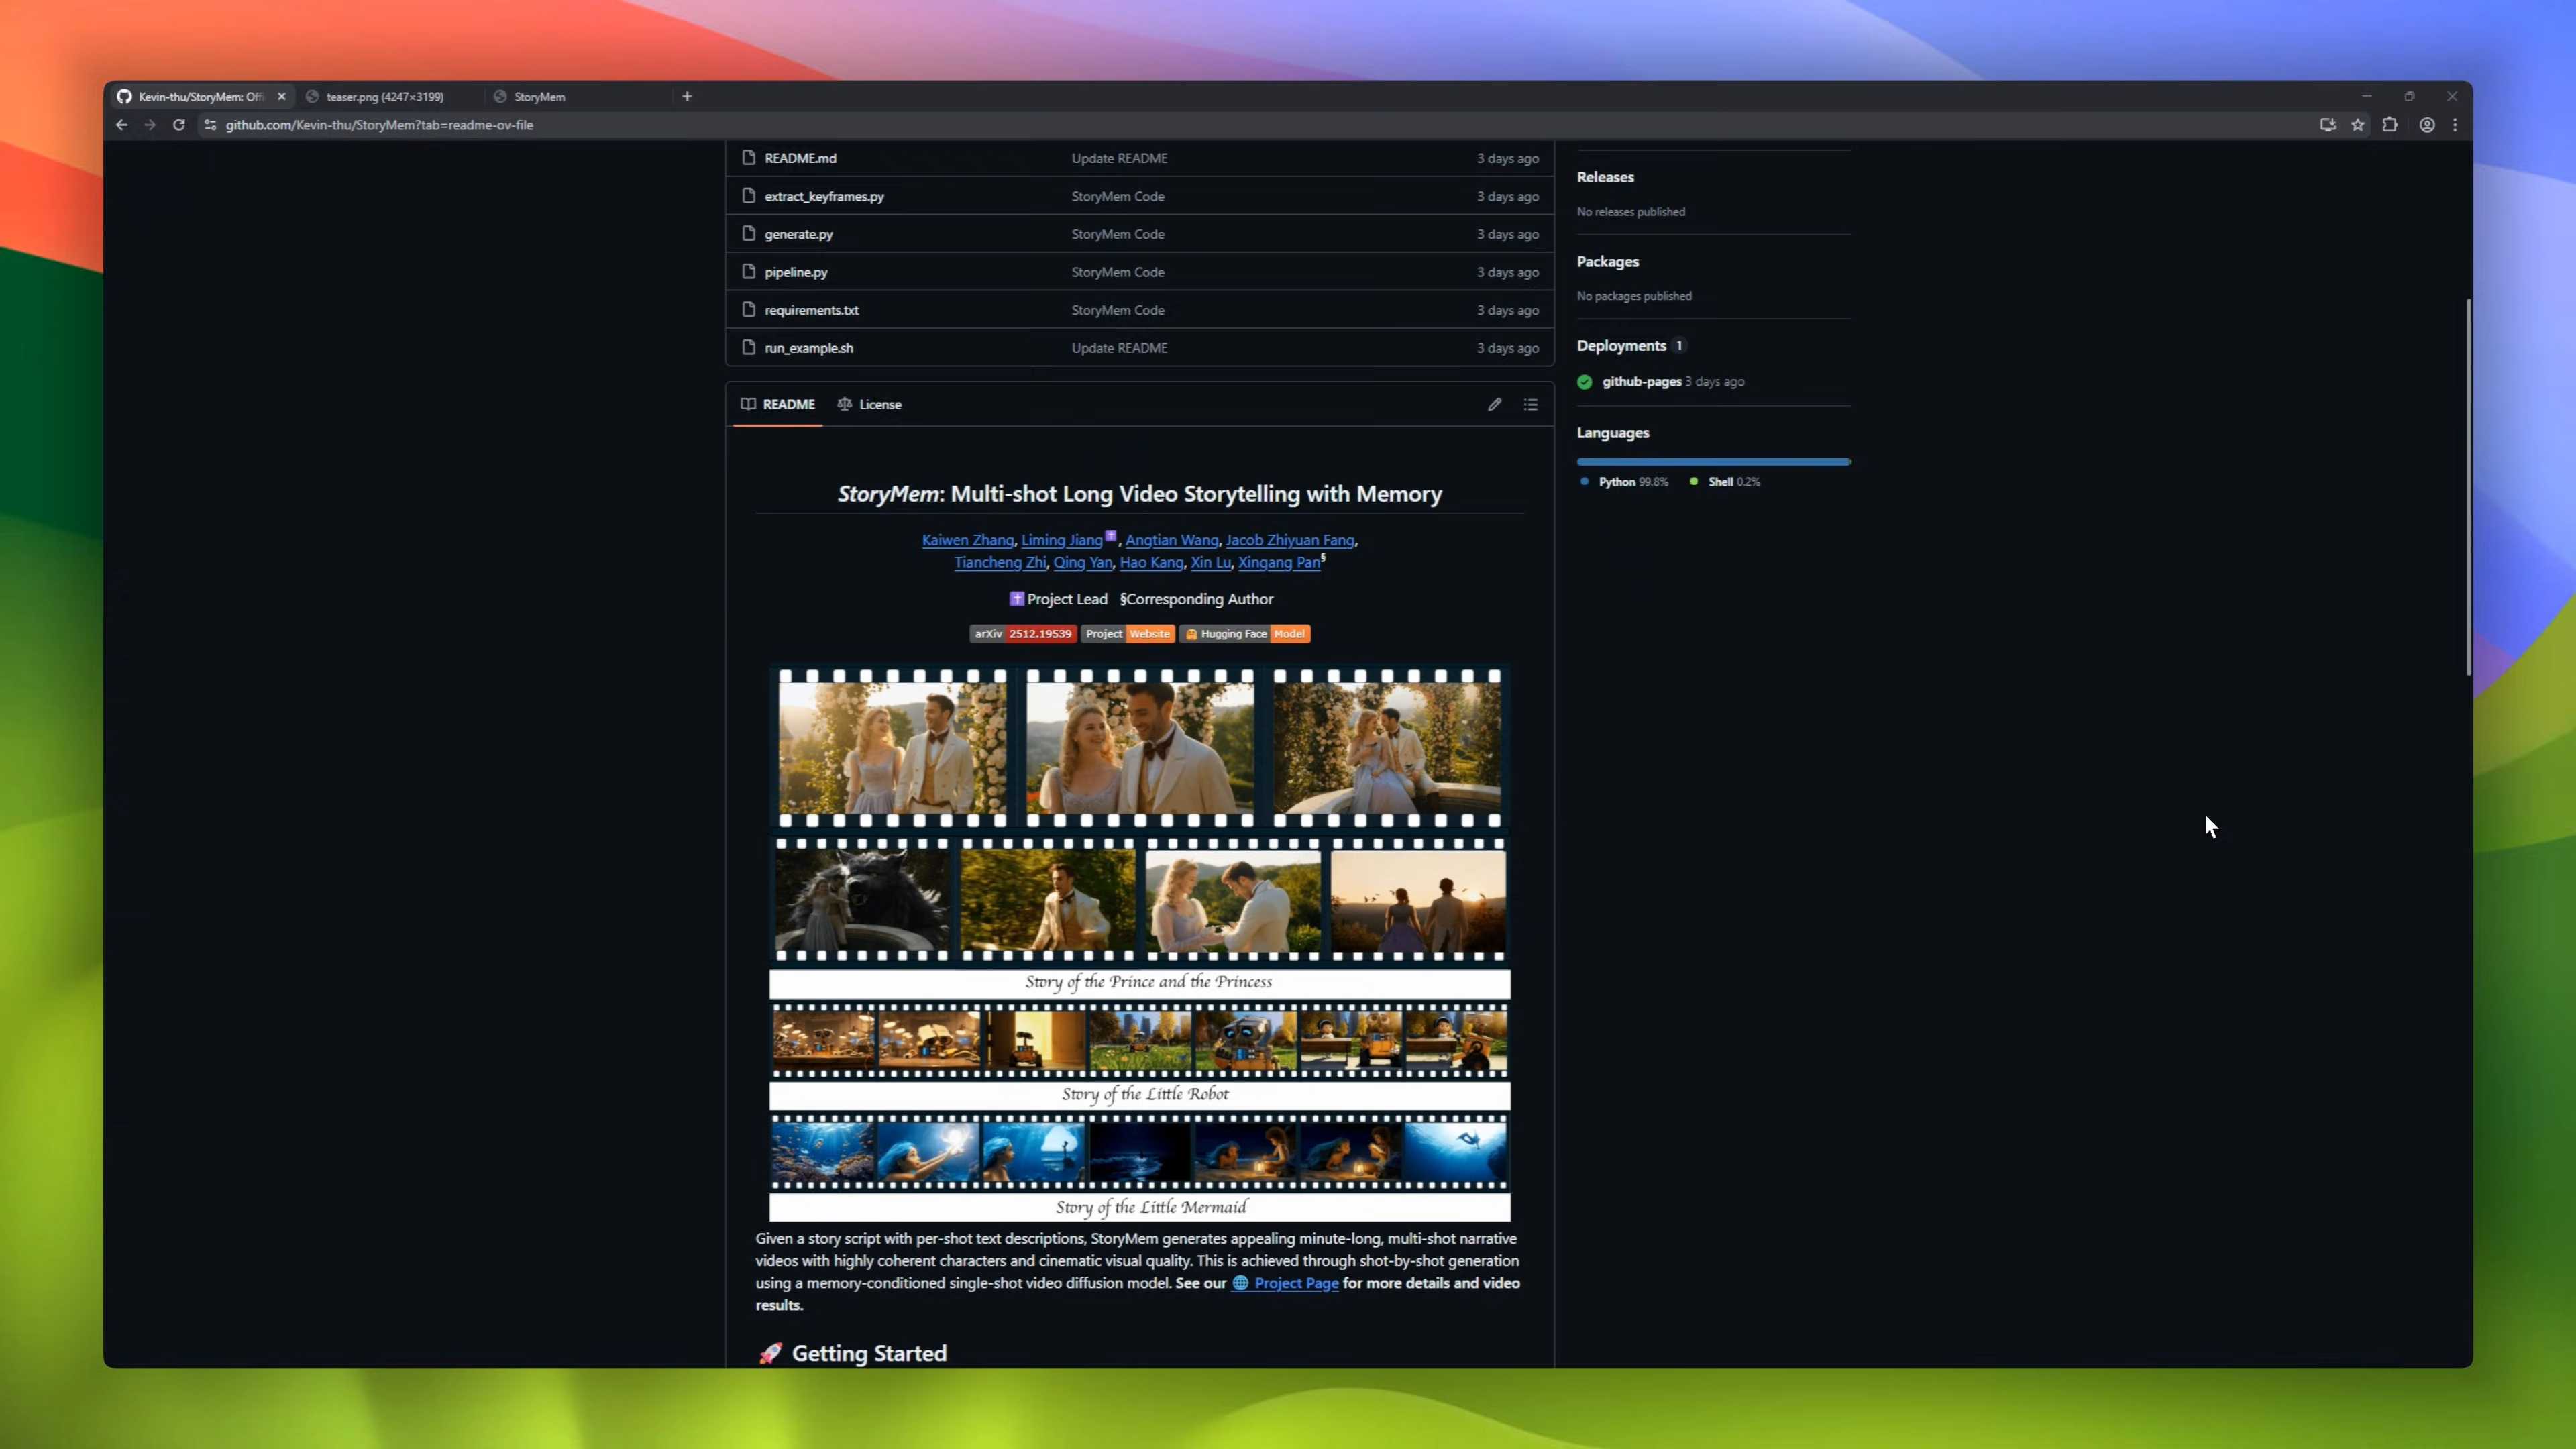 Kevin-thu/StoryMem: Offi
teaser.png (4247×3199)
StoryMem
github.com/Kevin-thu/StoryMem?tab=readme-ov-file
README.md Update README 3 days ago
extract_keyframes.py StoryMem Code 3 days ago
generate.py StoryMem Code 3 days ago
pipeline.py StoryMem Code 3 days ago
requirements.txt StoryMem Code 3 days ago
run_example.sh Update README 3 days ago
README License
StoryMem: Multi-shot Long Video Storytelling with Memory
Kaiwen Zhang, Liming Jiang✝, Angtian Wang, Jacob Zhiyuan Fang,
Tiancheng Zhi, Qing Yan, Hao Kang, Xin Lu, Xingang Pan§
✝Project Lead §Corresponding Author
arXiv 2512.19539 Project Website Hugging Face Model
Story of the Prince and the Princess
Story of the Little Robot
Story of the Little Mermaid
Given a story script with per-shot text descriptions, StoryMem generates appealing minute-long, multi-shot narrative
videos with highly coherent characters and cinematic visual quality. This is achieved through shot-by-shot generation
using a memory-conditioned single-shot video diffusion model. See our 🌐 Project Page for more details and video
results.
🚀 Getting Started
Releases
No releases published
Packages
No packages published
Deployments 1
github-pages 3 days ago
Languages
Python 99.8% Shell 0.2%